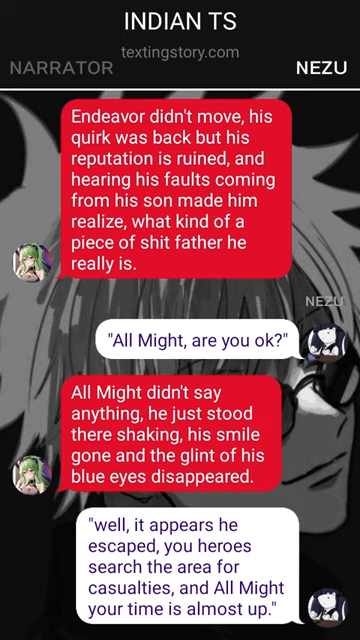 INDIAN TS
textingstory.com
NARRATOR
NEZU
Endeavor didn't move, his
quirk was back but his
reputation is ruined, and
hearing his faults coming
from his son made him
realize, what kind of a
piece of shit father he
really is.
NEZU
"All Might, are you ok?"
All Might didn't say
anything, he just stood
there shaking, his smile
gone and the glint of his
blue eyes disappeared.
"well, it appears he
escaped, you heroes
search the area for
casualties, and All Might
your time is almost up."